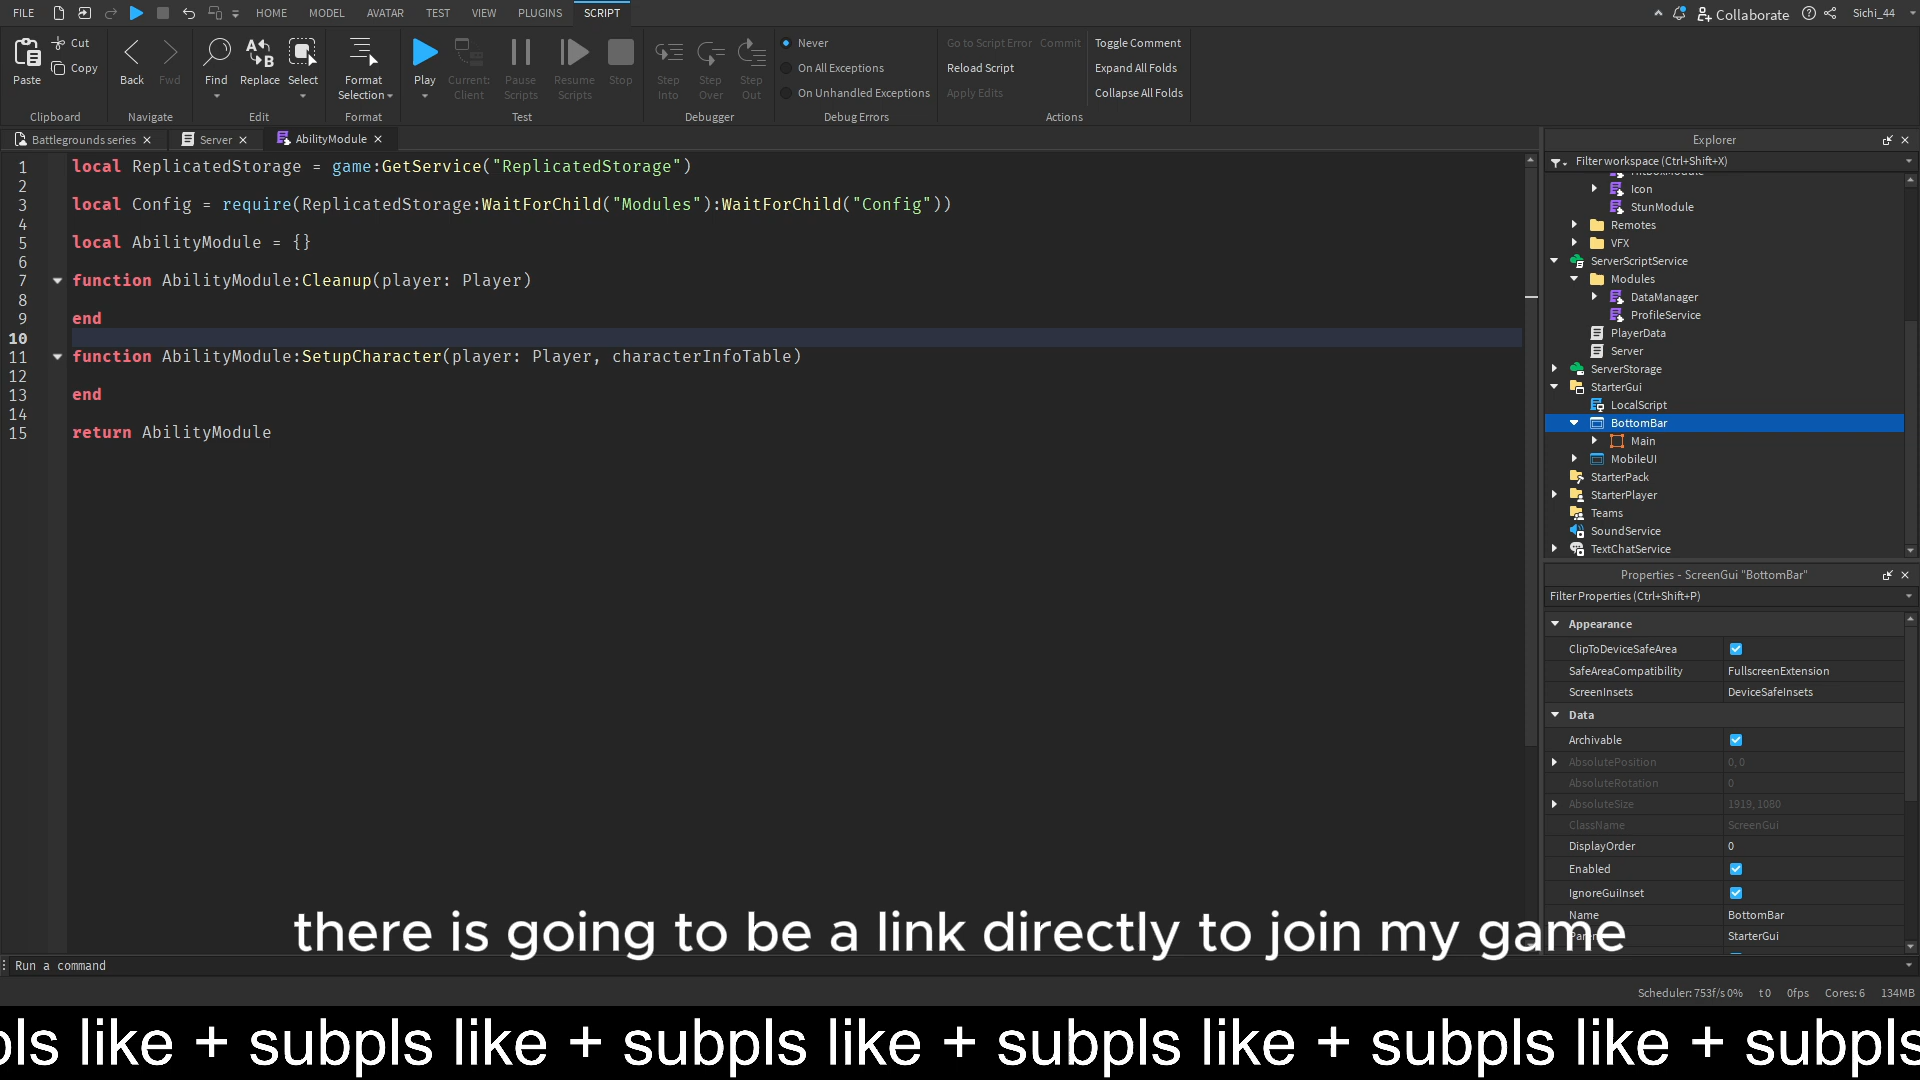 FILE HOME MODEL AVATAR TEST VIEW PLUGINS SCRIPT Collaborate Sichi_44
Paste Cut Copy Back Fwd Find Replace Select Format Selection Play Current: Client Pause Scripts Resume Scripts Stop Step Into Step Over Step Out
Never
On All Exceptions
On Unhandled Exceptions
Go to Script Error Commit Toggle Comment
Reload Script Expand All Folds
Apply Edits Collapse All Folds
Clipboard Navigate Edit Format Test Debugger Debug Errors Actions
Battlegrounds series Server AbilityModule
1 local ReplicatedStorage = game:GetService("ReplicatedStorage")
2
3 local Config = require(ReplicatedStorage:WaitForChild("Modules"):WaitForChild("Config"))
4
5 local AbilityModule = {}
6
7 function AbilityModule:Cleanup(player: Player)
8
9 end
10
11 function AbilityModule:SetupCharacter(player: Player, characterInfoTable)
12
13 end
14
15 return AbilityModule
Explorer
Filter workspace (Ctrl+Shift+X)
Icon
StunModule
Remotes
VFX
ServerScriptService
Modules
DataManager
ProfileService
PlayerData
Server
ServerStorage
StarterGui
LocalScript
BottomBar
Main
MobileUI
StarterPack
StarterPlayer
Teams
SoundService
TextChatService
Properties - ScreenGui "BottomBar"
Filter Properties (Ctrl+Shift+P)
Appearance
ClipToDeviceSafeArea
SafeAreaCompatibility FullscreenExtension
ScreenInsets DeviceSafeInsets
Data
Archivable
AbsolutePosition 0, 0
AbsoluteRotation 0
AbsoluteSize 1919, 1080
ClassName ScreenGui
DisplayOrder 0
Enabled
IgnoreGuiInset
Name BottomBar
StarterGui
there is going to be a link directly to join my game
Run a command
Scheduler: 753f/s 0% t0 0fps Cores: 6 134MB
pls like + subpls like + subpls like + subpls like + subpls like + subpls